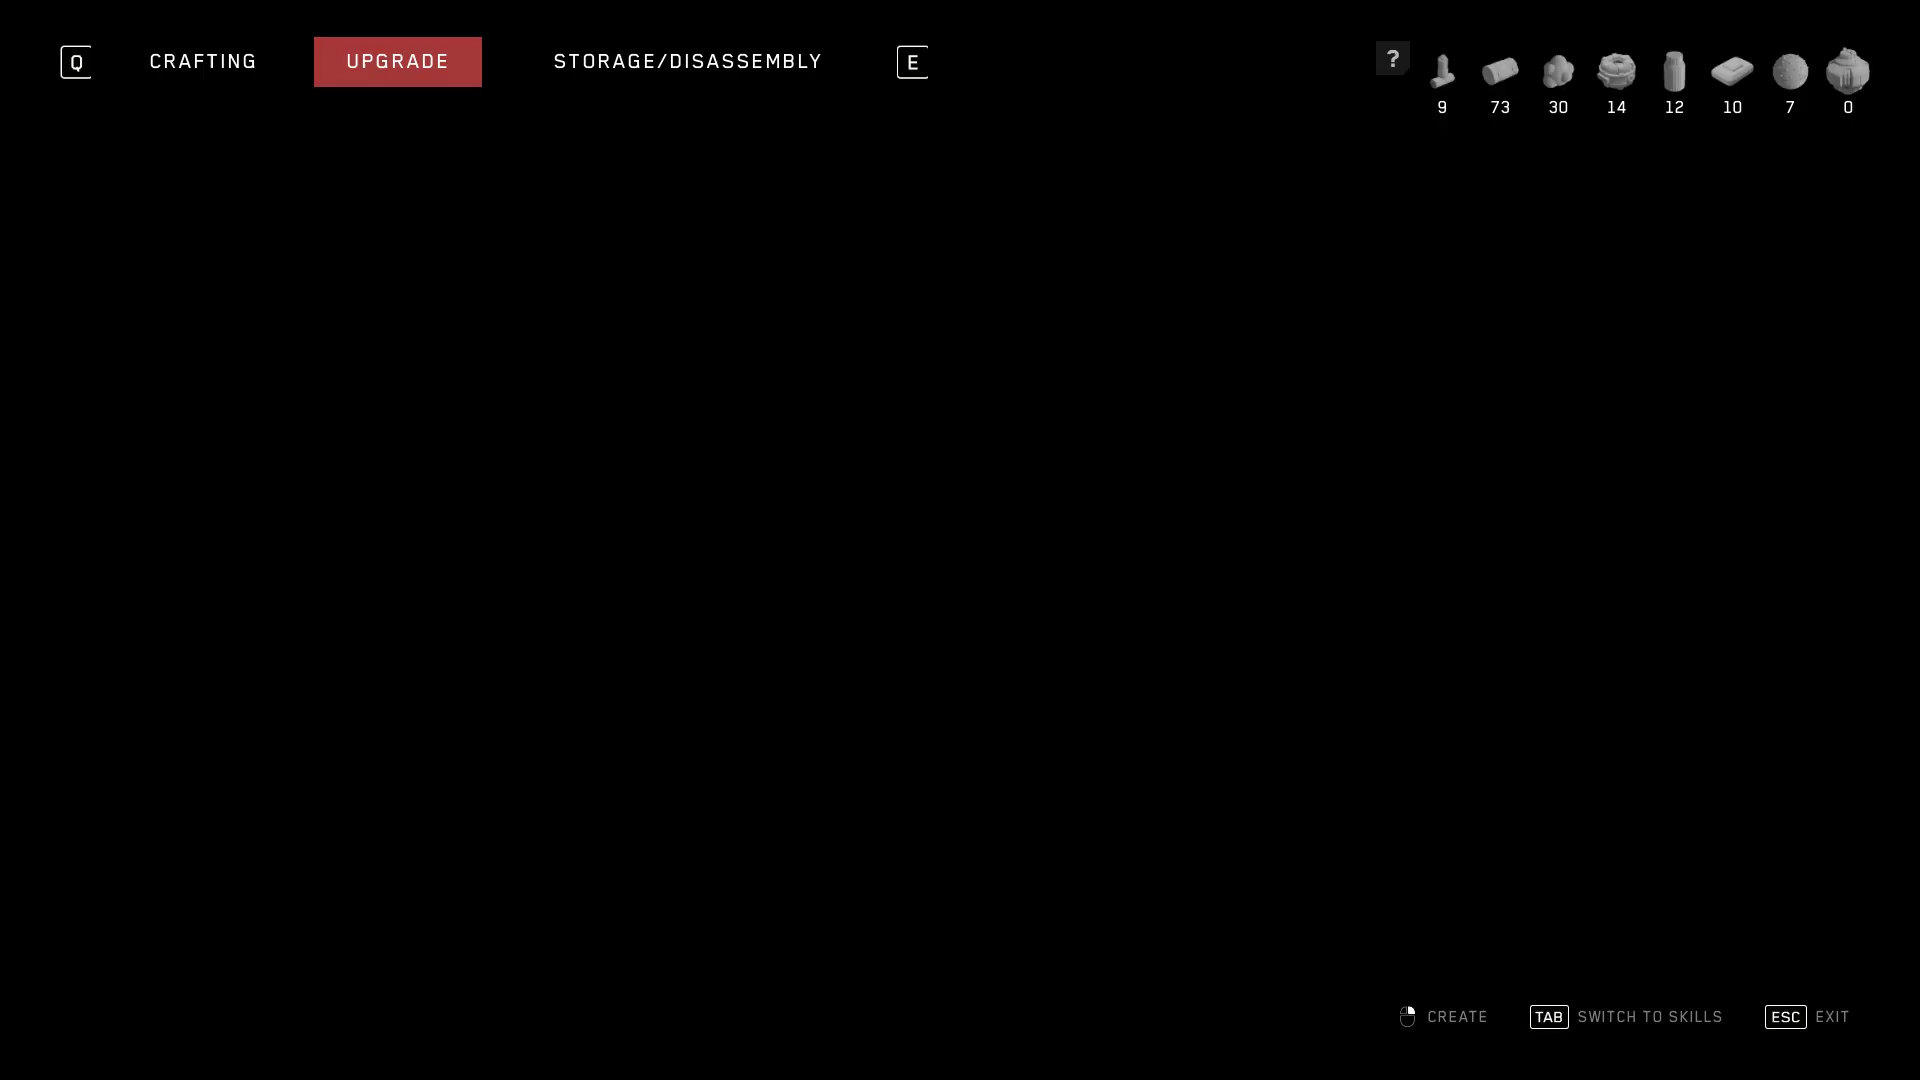 Q CRAFTING UPGRADE STORAGE/DISASSEMBLY E ?
9 73 30 14 12 10 7 0
CREATE TAB SWITCH TO SKILLS ESC EXIT